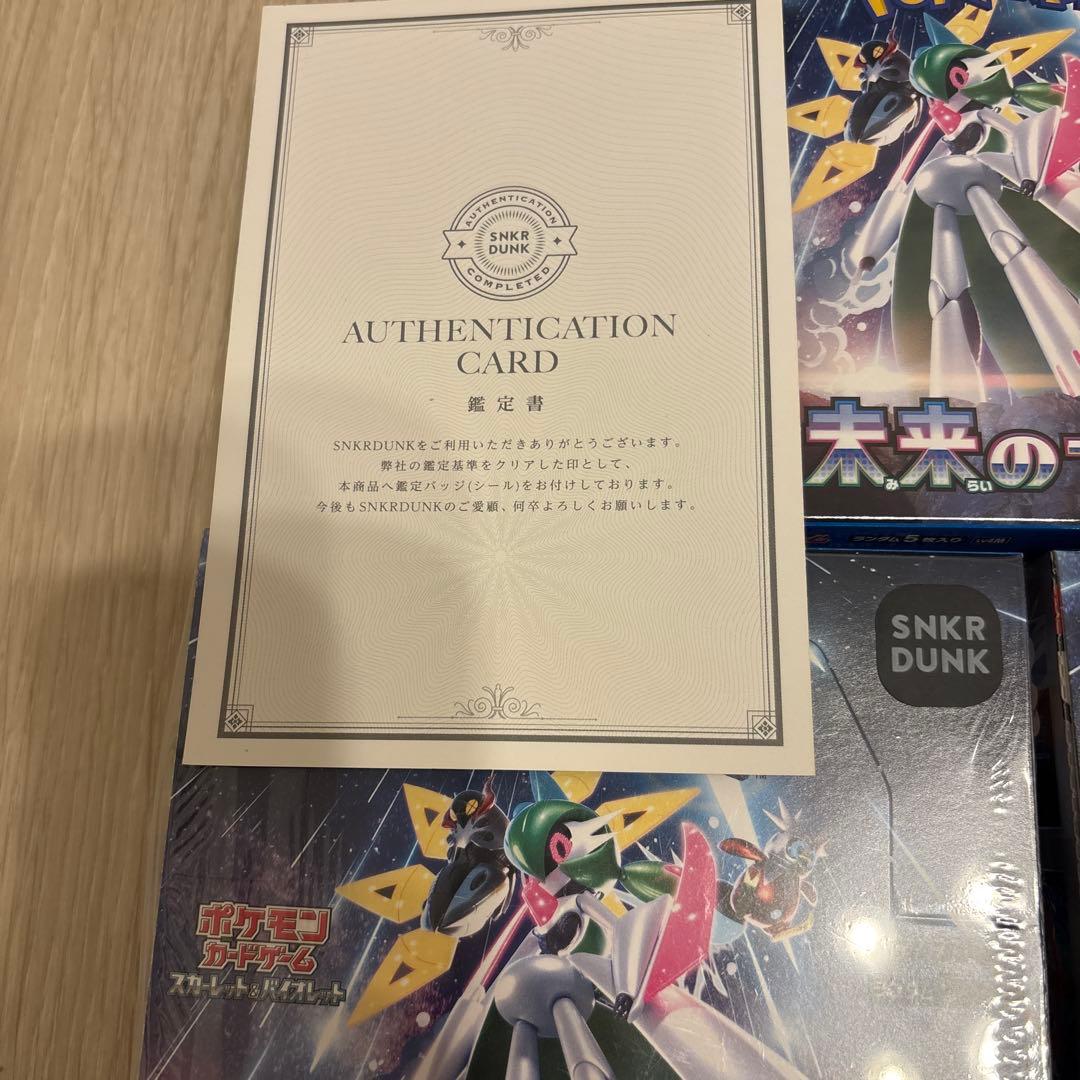 AUTHENTICATION
SNKR
DUNK
COMPLETED
AUTHENTICATION
CARD
鑑定書
SNKRDUNKをご利用いただきありがとうございます。
弊社の鑑定基準をクリアした印として、
本商品へ鑑定バッジ(シール)をお付けしております。
今後もSNKRDUNKのご愛顧、何卒よろしくお願いします。
未来の
み
らい
ランダム5枚入り
sv4M
SNKR
DUNK
TM
ポケモン
カードゲーム
スカーレット&バイオレット